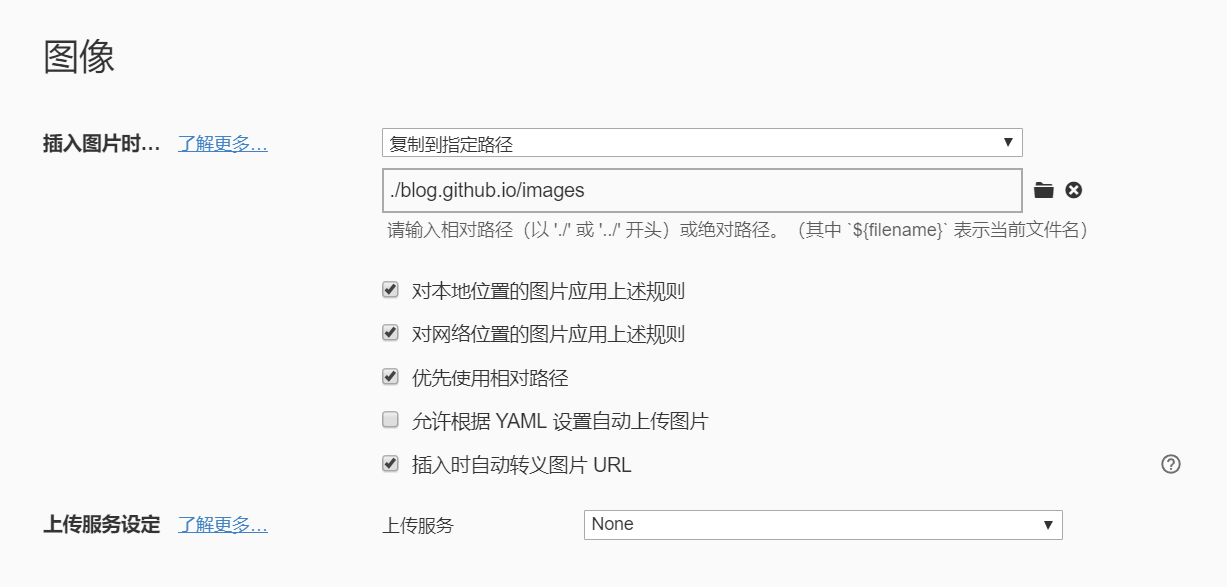 图像
插入图片时… 了解更多… 复制到指定路径
./blog.github.io/images
请输入相对路径（以 './' 或 '../' 开头）或绝对路径。（其中 `${filename}` 表示当前文件名）
对本地位置的图片应用上述规则
对网络位置的图片应用上述规则
优先使用相对路径
允许根据 YAML 设置自动上传图片
插入时自动转义图片 URL
上传服务设定 了解更多… 上传服务 None